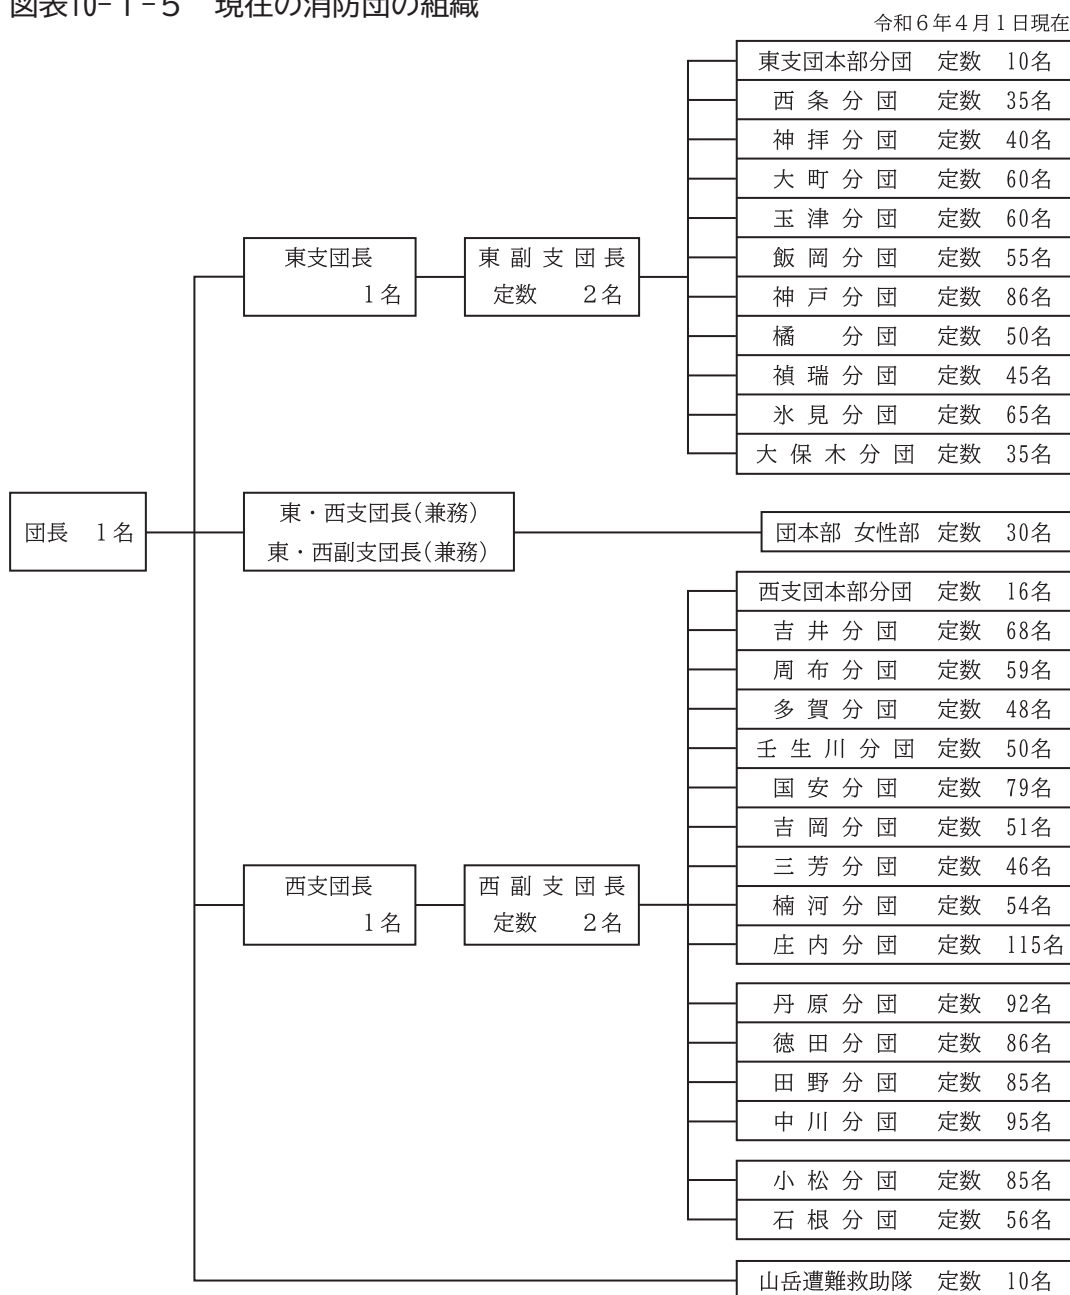 図表10-1-5 現在の消防団の組織
令和6年4月1日現在
東支団本部分団 定数 10名
西条分団 定数 35名
神拝分団 定数 40名
大町分団 定数 60名
玉津分団 定数 60名
飯岡分団 定数 55名
神戸分団 定数 86名
橘 分団 定数 50名
禎瑞分団 定数 45名
氷見分団 定数 65名
大保木分団 定数 35名
東支団長
1名
東副支団長
定数 2名
団長 1名
東・西支団長(兼務)
東・西副支団長(兼務)
団本部 女性部 定数 30名
西支団本部分団 定数 16名
吉井分団 定数 68名
周布分団 定数 59名
多賀分団 定数 48名
壬生川分団 定数 50名
国安分団 定数 79名
吉岡分団 定数 51名
三芳分団 定数 46名
楠河分団 定数 54名
庄内分団 定数 115名
西支団長
1名
西副支団長
定数 2名
丹原分団 定数 92名
徳田分団 定数 86名
田野分団 定数 85名
中川分団 定数 95名
小松分団 定数 85名
石根分団 定数 56名
山岳遭難救助隊 定数 10名